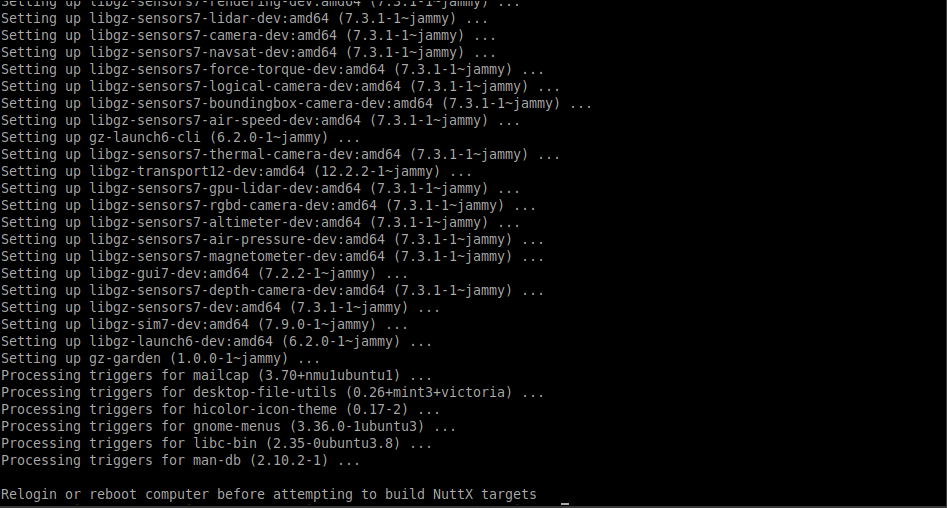 Setting up libgz-sensors7-rendering-dev:amd64 (7.3.1-1~jammy) ...
Setting up libgz-sensors7-lidar-dev:amd64 (7.3.1-1~jammy) ...
Setting up libgz-sensors7-camera-dev:amd64 (7.3.1-1~jammy) ...
Setting up libgz-sensors7-navsat-dev:amd64 (7.3.1-1~jammy) ...
Setting up libgz-sensors7-force-torque-dev:amd64 (7.3.1-1~jammy) ...
Setting up libgz-sensors7-logical-camera-dev:amd64 (7.3.1-1~jammy) ...
Setting up libgz-sensors7-boundingbox-camera-dev:amd64 (7.3.1-1~jammy) ...
Setting up libgz-sensors7-air-speed-dev:amd64 (7.3.1-1~jammy) ...
Setting up gz-launch6-cli (6.2.0-1~jammy) ...
Setting up libgz-sensors7-thermal-camera-dev:amd64 (7.3.1-1~jammy) ...
Setting up libgz-transport12-dev:amd64 (12.2.2-1~jammy) ...
Setting up libgz-sensors7-gpu-lidar-dev:amd64 (7.3.1-1~jammy) ...
Setting up libgz-sensors7-rgbd-camera-dev:amd64 (7.3.1-1~jammy) ...
Setting up libgz-sensors7-altimeter-dev:amd64 (7.3.1-1~jammy) ...
Setting up libgz-sensors7-air-pressure-dev:amd64 (7.3.1-1~jammy) ...
Setting up libgz-sensors7-magnetometer-dev:amd64 (7.3.1-1~jammy) ...
Setting up libgz-gui7-dev:amd64 (7.2.2-1~jammy) ...
Setting up libgz-sensors7-depth-camera-dev:amd64 (7.3.1-1~jammy) ...
Setting up libgz-sensors7-dev:amd64 (7.3.1-1~jammy) ...
Setting up libgz-sim7-dev:amd64 (7.9.0-1~jammy) ...
Setting up libgz-launch6-dev:amd64 (6.2.0-1~jammy) ...
Setting up gz-garden (1.0.0-1~jammy) ...
Processing triggers for mailcap (3.70+nmu1ubuntu1) ...
Processing triggers for desktop-file-utils (0.26+mint3+victoria) ...
Processing triggers for hicolor-icon-theme (0.17-2) ...
Processing triggers for gnome-menus (3.36.0-1ubuntu3) ...
Processing triggers for libc-bin (2.35-0ubuntu3.8) ...
Processing triggers for man-db (2.10.2-1) ...
Relogin or reboot computer before attempting to build NuttX targets